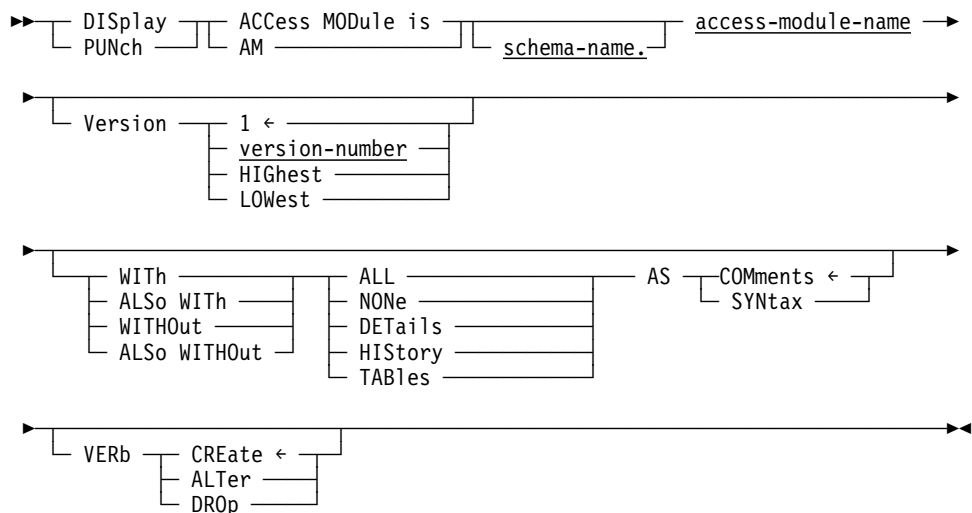 DISplay ACCess MODule is access-module-name
PUNch AM schema-name.
Version 1 ←
version-number
HIGhest
LOWest
WITh ALL AS COMments ←
ALSo WITh NONe SYNtax
WITHOut DETails
ALSo WITHOut HIStory
TABles
VERb CREate ←
ALTer
DROp